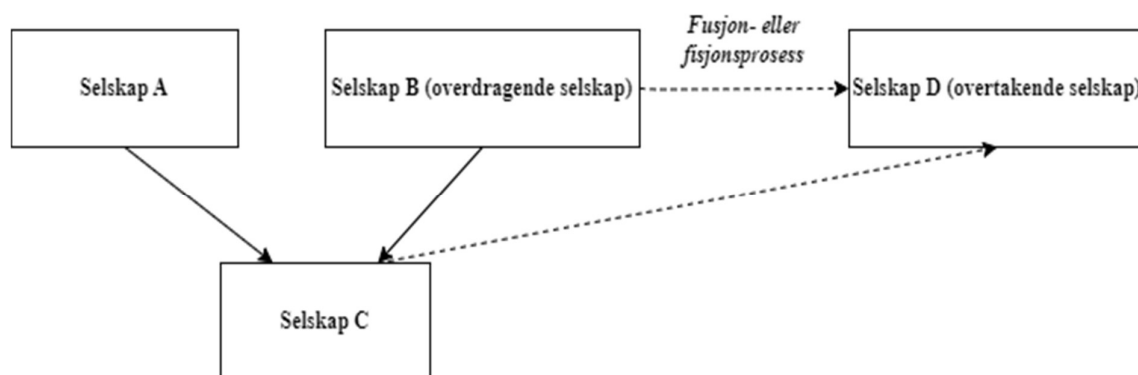 Fusjon- eller
fisjonsprosess
Selskap A
Selskap B (overdragende selskap)
Selskap D (overtakende selskap)
Selskap C